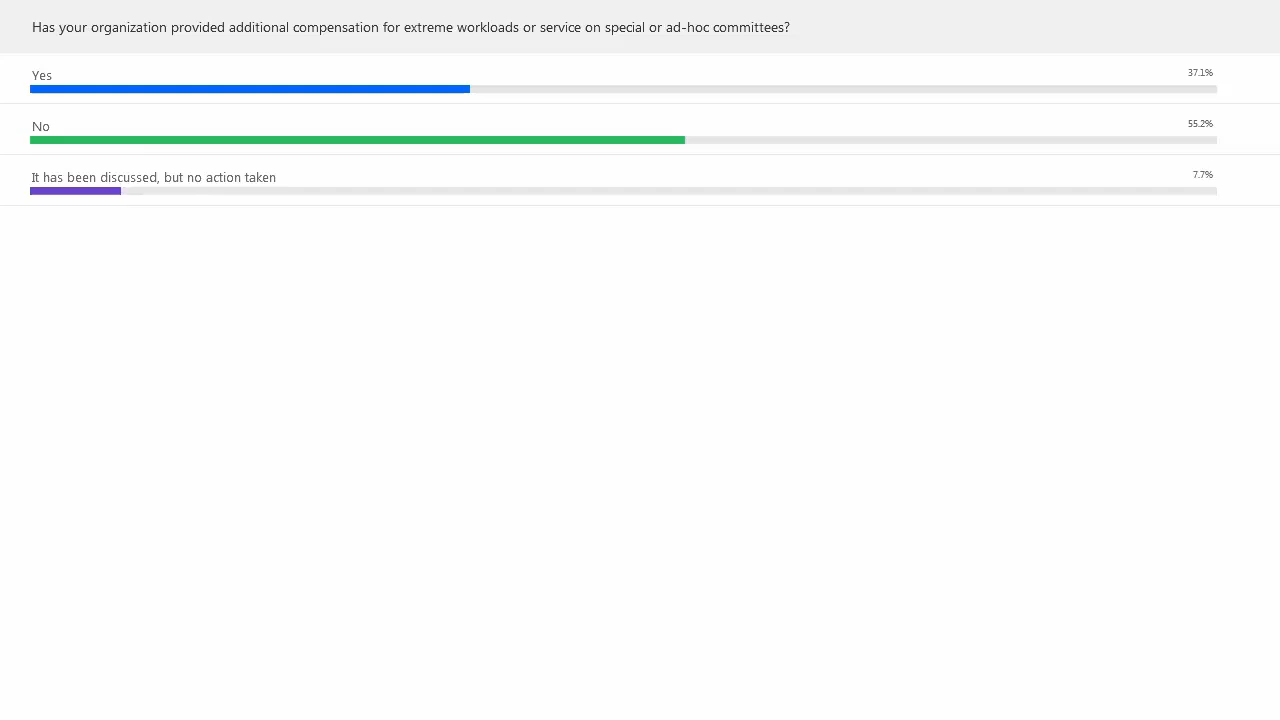 Has your organization provided additional compensation for extreme workloads or service on special or ad-hoc committees?
Yes
37.1%
No
55.2%
It has been discussed, but no action taken
7.7%